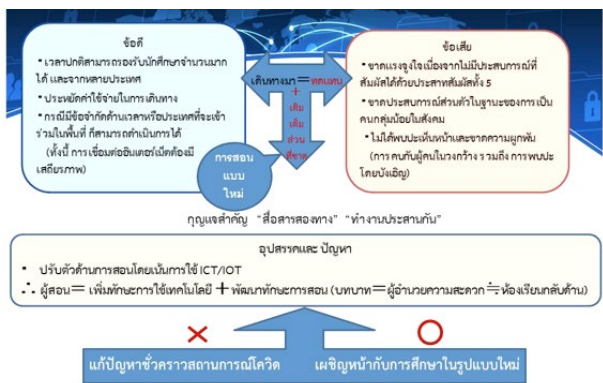 ข้อดี
• เวลาปกติสามารถรองรับนักศึกษาจำนวนมาก
ได้ และจากหลายประเทศ
• ประหยัดค่าใช้จ่ายในการเดินทาง
• กรณีมีข้อจำกัดด้านเวลาหรือประเทศที่จะเข้า
ร่วมในพื้นที่ ก็สามารถดำเนินการได้
(ทั้งนี้ การเชื่อมต่ออินเตอร์เน็ตต้องมี
เสถียรภาพ)
เดินทางมา＝ทดแทน
＋
เติม
เต็ม
ส่วน
ที่ขาด
การสอน
แบบ
ใหม่
ข้อเสีย
• ขาดแรงจูงใจเนื่องจากไม่มีประสบการณ์ที่
สัมผัสได้ด้วยประสาทสัมผัสทั้ง 5
• ขาดประสบการณ์ส่วนตัวในฐานะของการเป็น
คนกลุ่มน้อยในสังคม
• ไม่ได้พบปะเห็นหน้าและขาดความผูกพัน
(การคบกับผู้คนในวงกว้าง รวมถึง การพบปะ
โดยบังเอิญ)
กุญแจสำคัญ “สื่อสารสองทาง” “ทำงานประสานกัน”
อุปสรรคและ ปัญหา
• ปรับตัวด้านการสอนโดยเน้นการใช้ ICT/IOT
∴ ผู้สอน＝ เพิ่มทักษะการใช้เทคโนโลยี ＋ พัฒนาทักษะการสอน (บทบาท＝ผู้อำนวยความสะดวก ≒ห้องเรียนกลับด้าน)
× ○
แก้ปัญหาชั่วคราวสถานการณ์โควิด เผชิญหน้ากับการศึกษาในรูปแบบใหม่